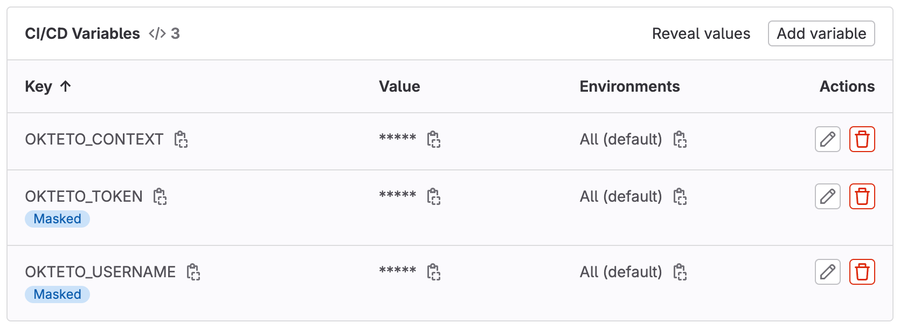 CI/CD Variables </> 3 Reveal values Add variable
Key ↑ Value Environments Actions
OKTETO_CONTEXT ***** All (default)
OKTETO_TOKEN ***** All (default)
Masked
OKTETO_USERNAME ***** All (default)
Masked